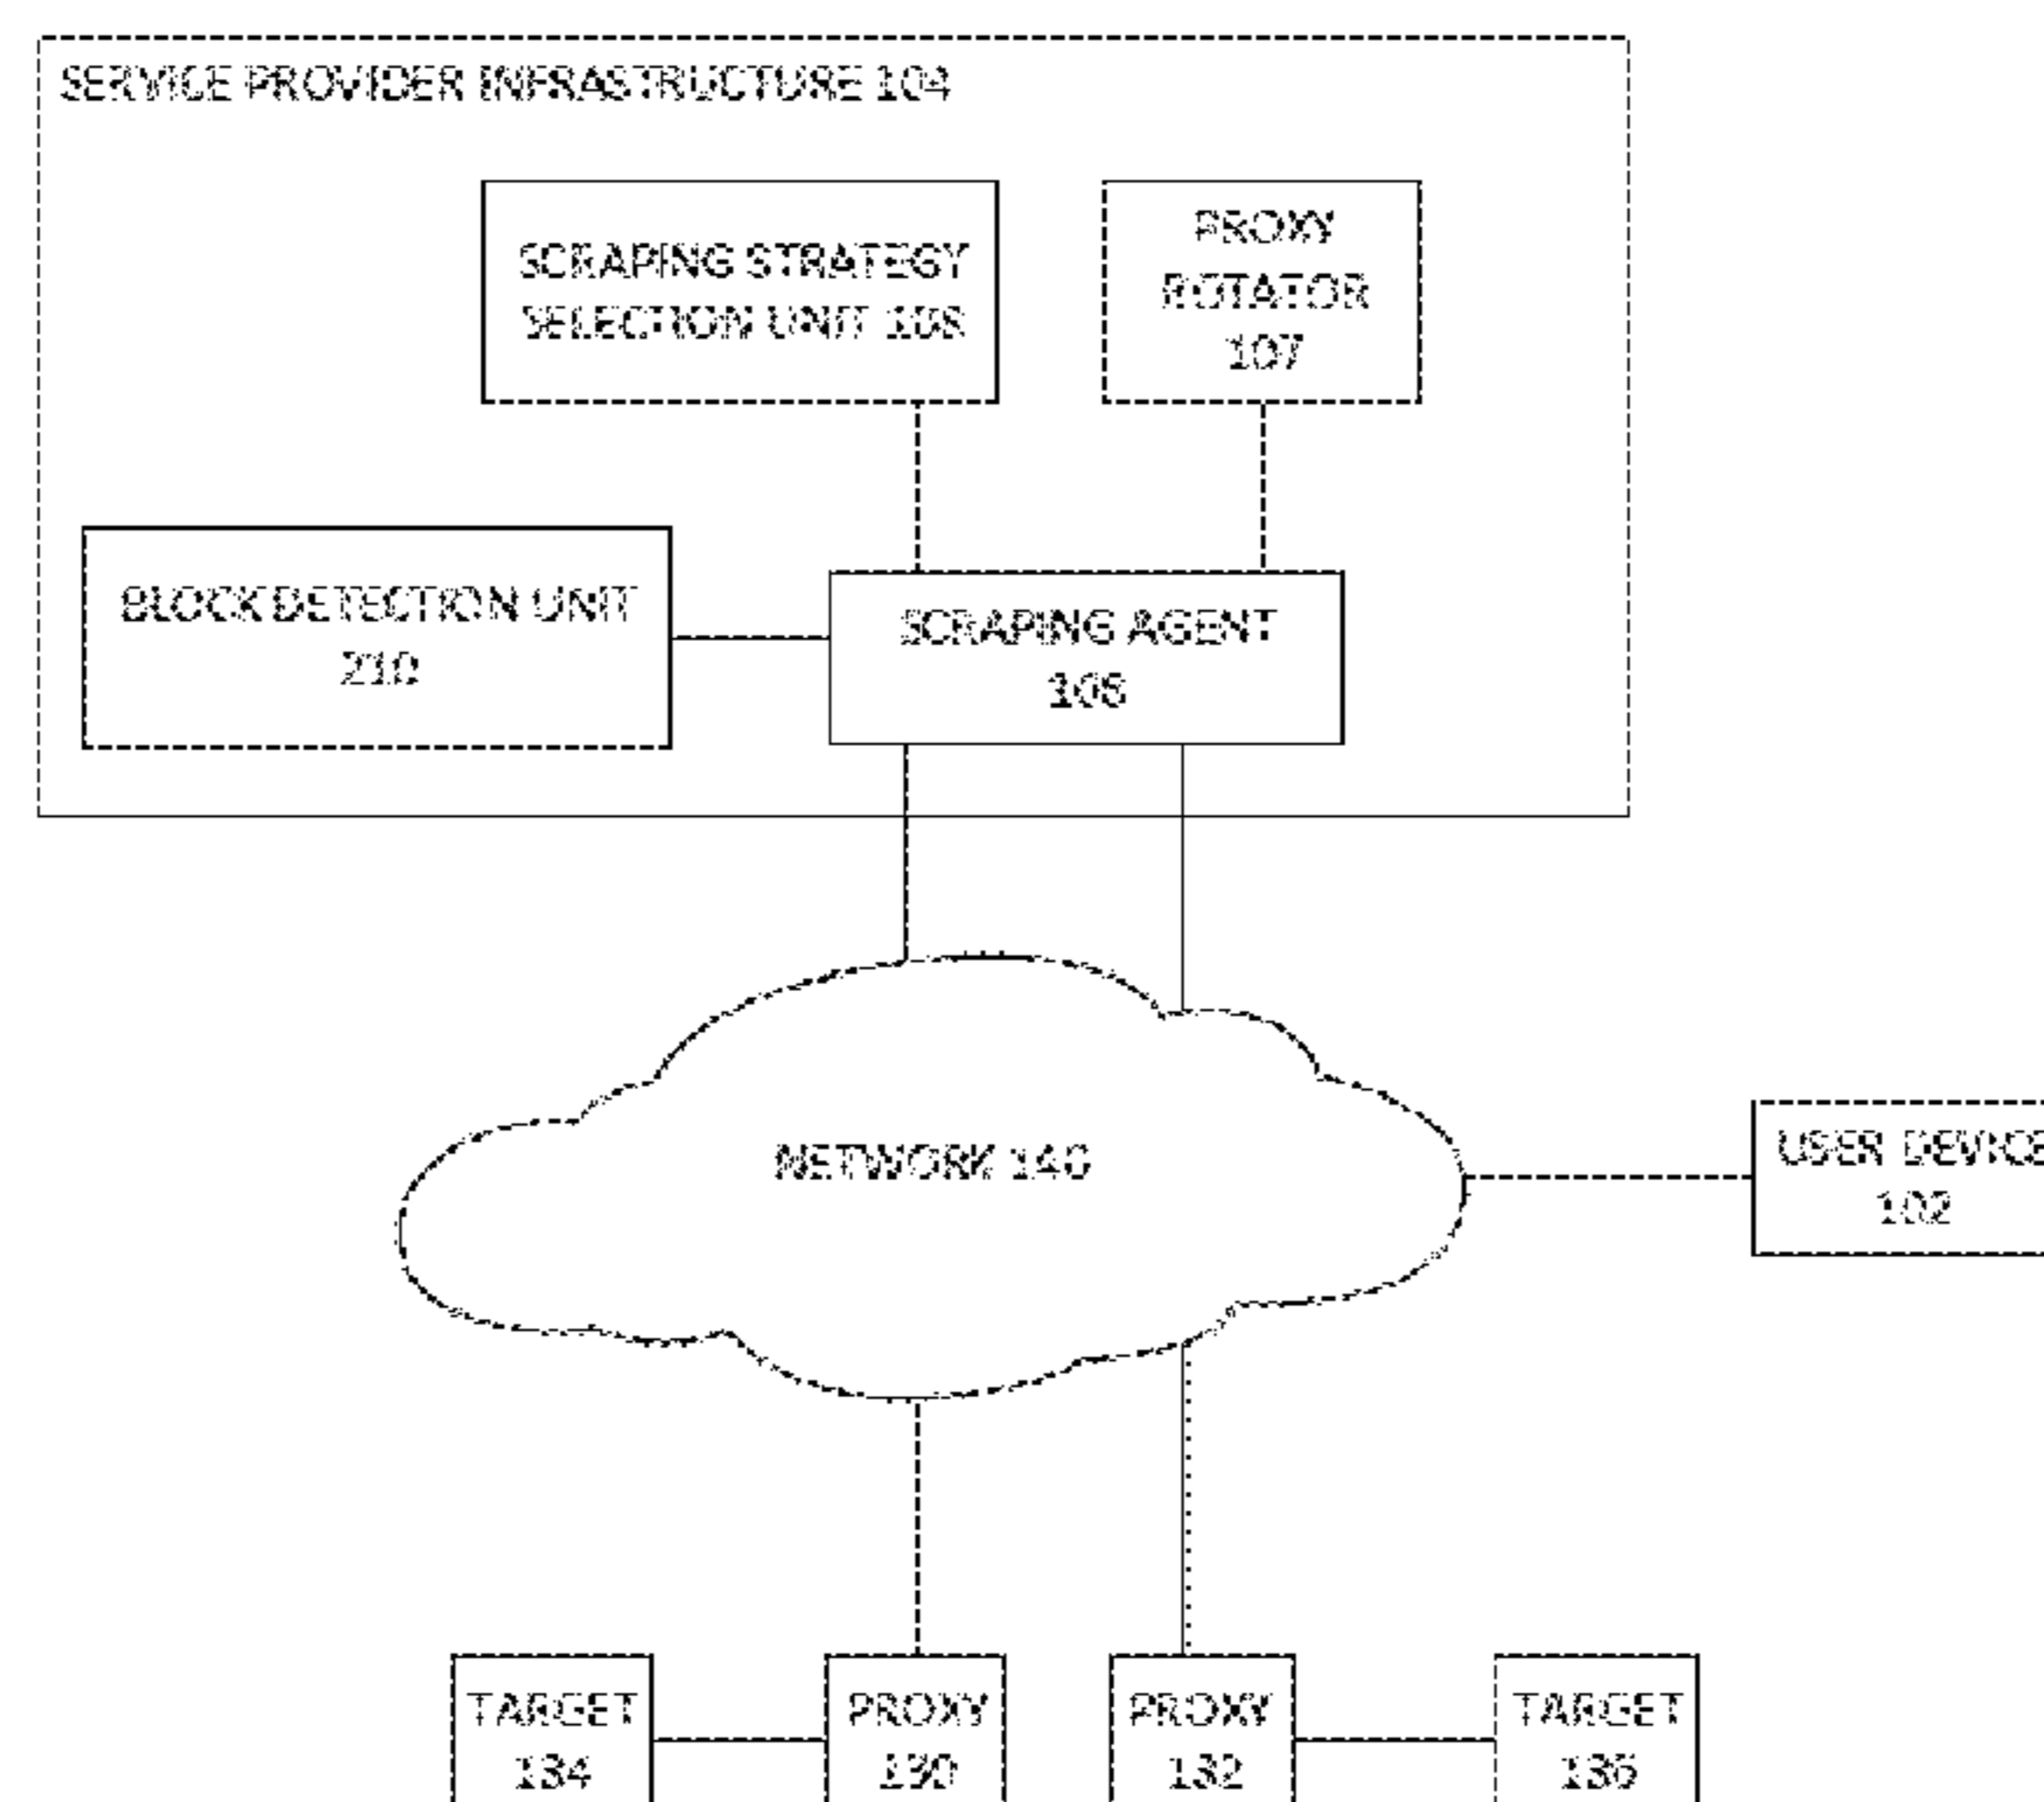 SERVICE PROVIDER INFRASTRUCTURE 104
SCRAPING STRATEGY
SELECTION UNIT 108
PROXY
ROTATOR
107
BLOCK DETECTION UNIT
210
SCRAPING AGENT
106
NETWORK 140
USER DEVICE
102
TARGET
134
PROXY
130
PROXY
132
TARGET
136